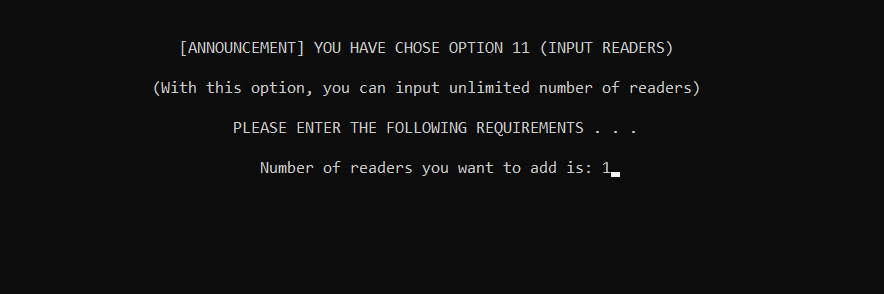 [ANNOUNCEMENT] YOU HAVE CHOSE OPTION 11 (INPUT READERS)
(With this option, you can input unlimited number of readers)
PLEASE ENTER THE FOLLOWING REQUIREMENTS . . .
Number of readers you want to add is: 1